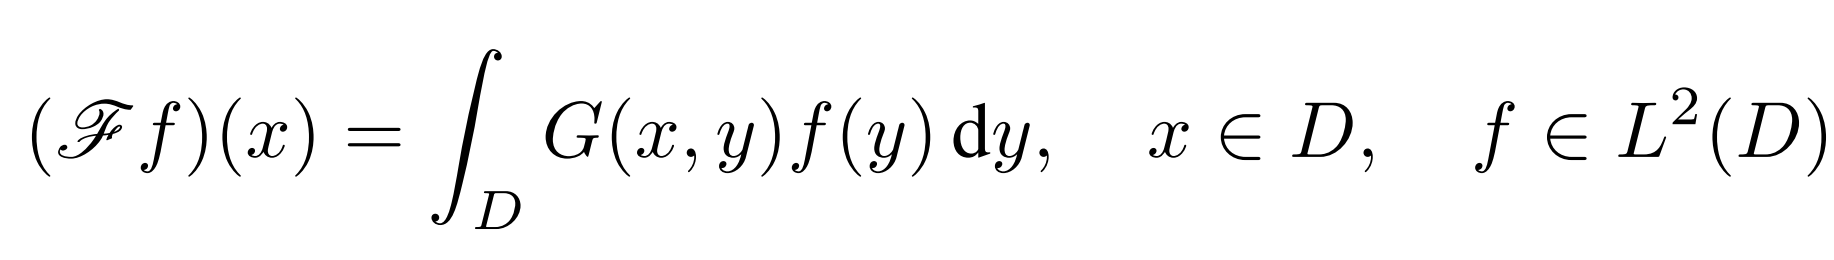 (ℱf)(x) = ∫_D G(x, y)f(y) dy, x ∈ D, f ∈ L²(D)